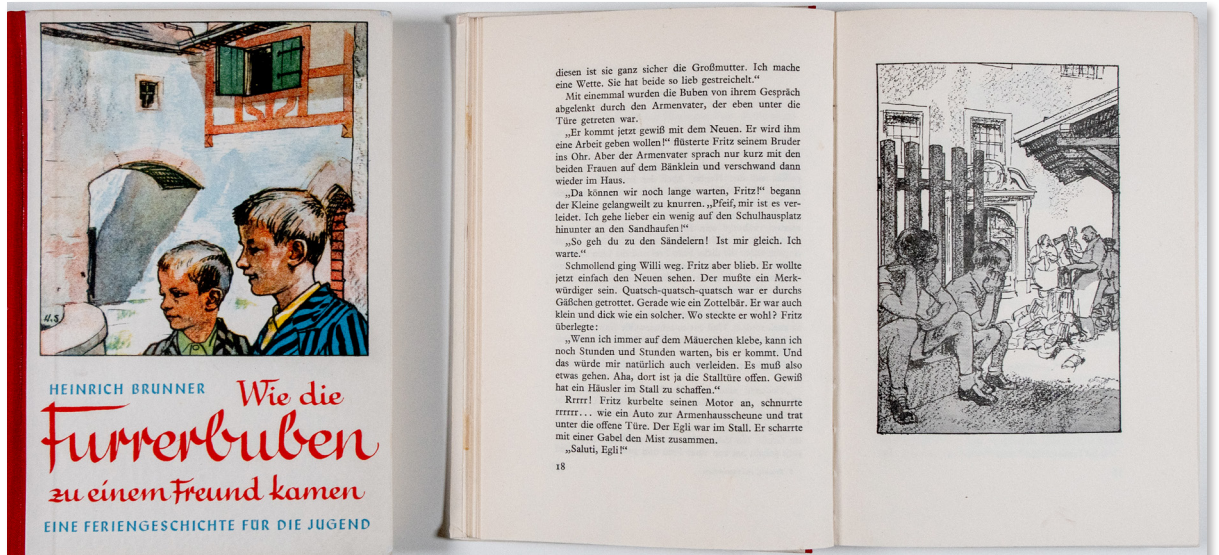 H.S
HEINRICH BRUNNER
Wie die
Furrerbuben
zu einem Freund kamen
EINE FERIENGESCHICHTE FÜR DIE JUGEND
diesen ist sie ganz sicher die Großmutter. Ich mache
eine Wette. Sie hat beide so lieb gestreichelt.“
Mit einemmal wurden die Buben von ihrem Gespräch
abgelenkt durch den Armenvater, der eben unter die
Türe getreten war.
„Er kommt jetzt gewiß mit dem Neuen. Er wird ihm
eine Arbeit geben wollen!“ flüsterte Fritz seinem Bruder
ins Ohr. Aber der Armenvater sprach nur kurz mit den
beiden Frauen auf dem Bänklein und verschwand dann
wieder im Haus.
„Da können wir noch lange warten, Fritz!“ begann
der Kleine gelangweilt zu knurren. „Pfeif, mir ist es ver-
leidet. Ich gehe lieber ein wenig auf den Schulhausplatz
hinunter an den Sandhaufen!“
„So geh du zu den Sändelern! Ist mir gleich. Ich
warte.“
Schmollend ging Willi weg. Fritz aber blieb. Er wollte
jetzt einfach den Neuen sehen. Der mußte ein Merk-
würdiger sein. Quatsch-quatsch-quatsch war er durchs
Gäßchen getrottet. Gerade wie ein Zottelbär. Er war auch
klein und dick wie ein solcher. Wo steckte er wohl? Fritz
überlegte:
„Wenn ich immer auf dem Mäuerchen klebe, kann ich
noch Stunden und Stunden warten, bis er kommt. Und
das würde mir natürlich auch verleiden. Es muß also
etwas gehen. Aha, dort ist ja die Stalltüre offen. Gewiß
hat ein Häusler im Stall zu schaffen.“
Rrrrr! Fritz kurbelte seinen Motor an, schnurrte
rrrrrr... wie ein Auto zur Armenhausscheune und trat
unter die offene Türe. Der Egli war im Stall. Er scharrte
mit einer Gabel den Mist zusammen.
„Saluti, Egli!“
18